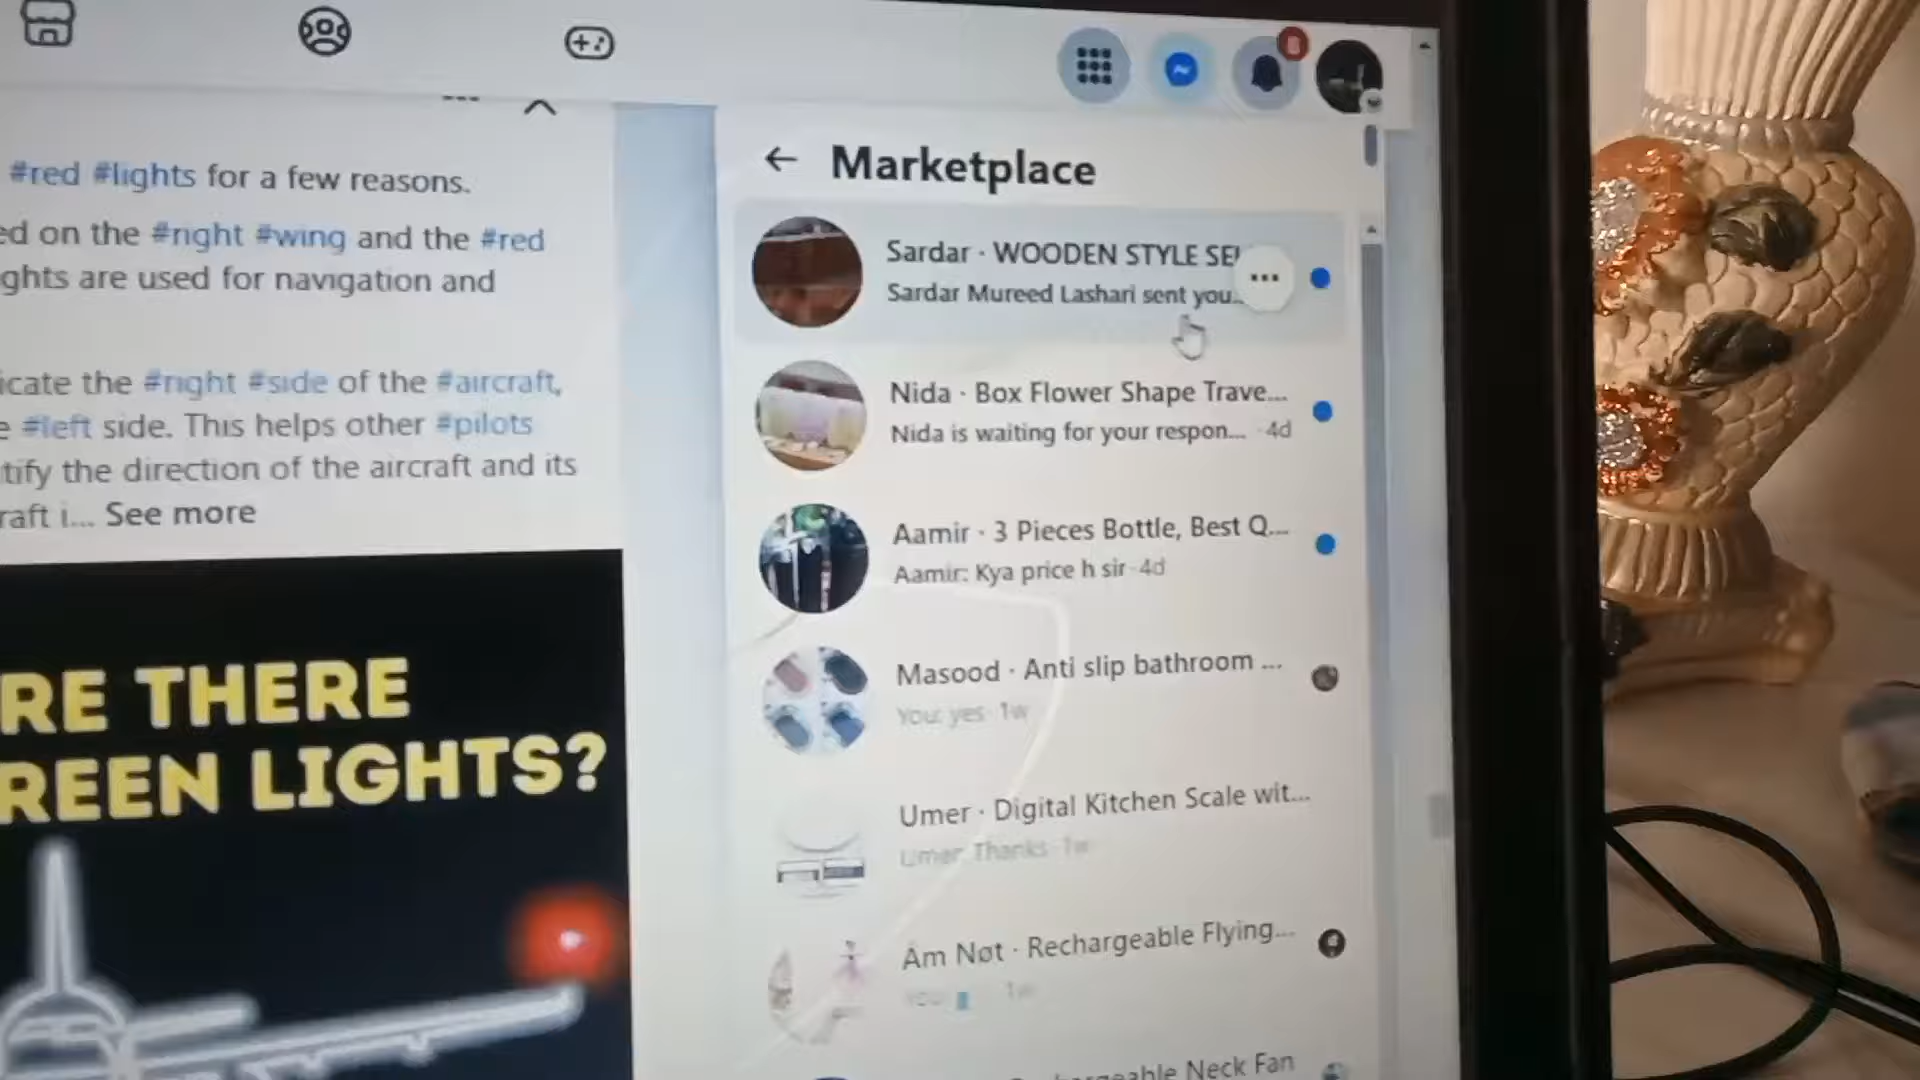 #red #lights for a few reasons.
ed on the #right #wing and the #red
ghts are used for navigation and
icate the #right #side of the #aircraft,
e #left side. This helps other #pilots
tify the direction of the aircraft and its
raft i... See more
RE THERE
REEN LIGHTS?
Marketplace
Sardar · WOODEN STYLE SE
Sardar Mureed Lashari sent you...
Nida · Box Flower Shape Trave...
Nida is waiting for your respon... · 4d
Aamir · 3 Pieces Bottle, Best Q...
Aamir: Kya price h sir · 4d
Masood · Anti slip bathroom ...
You: yes · 1w
Umer · Digital Kitchen Scale wit...
Umer: Thanks · 1w
Am Nøt · Rechargeable Flying...
You: 1w
hargeable Neck Fan